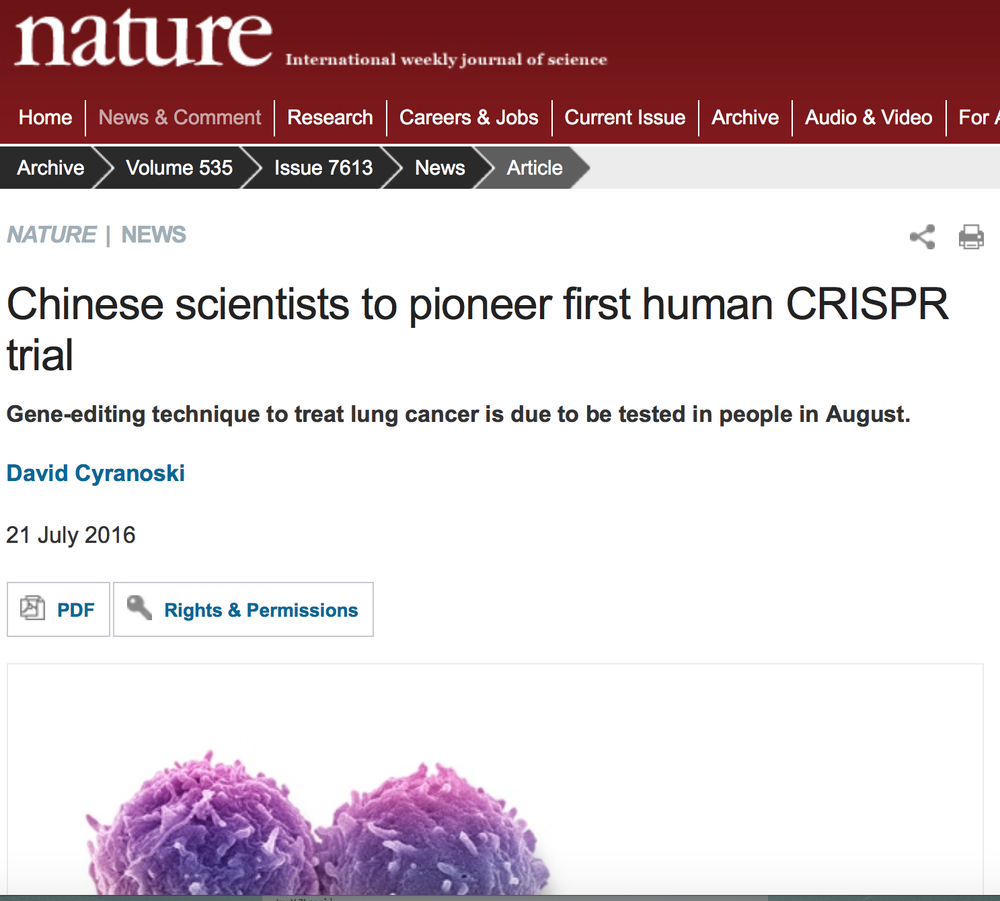 nature International weekly journal of science
Home News & Comment Research Careers & Jobs Current Issue Archive Audio & Video For
Archive Volume 535 Issue 7613 News Article
NATURE | NEWS
Chinese scientists to pioneer first human CRISPR
trial
Gene-editing technique to treat lung cancer is due to be tested in people in August.
David Cyranoski
21 July 2016
PDF Rights & Permissions